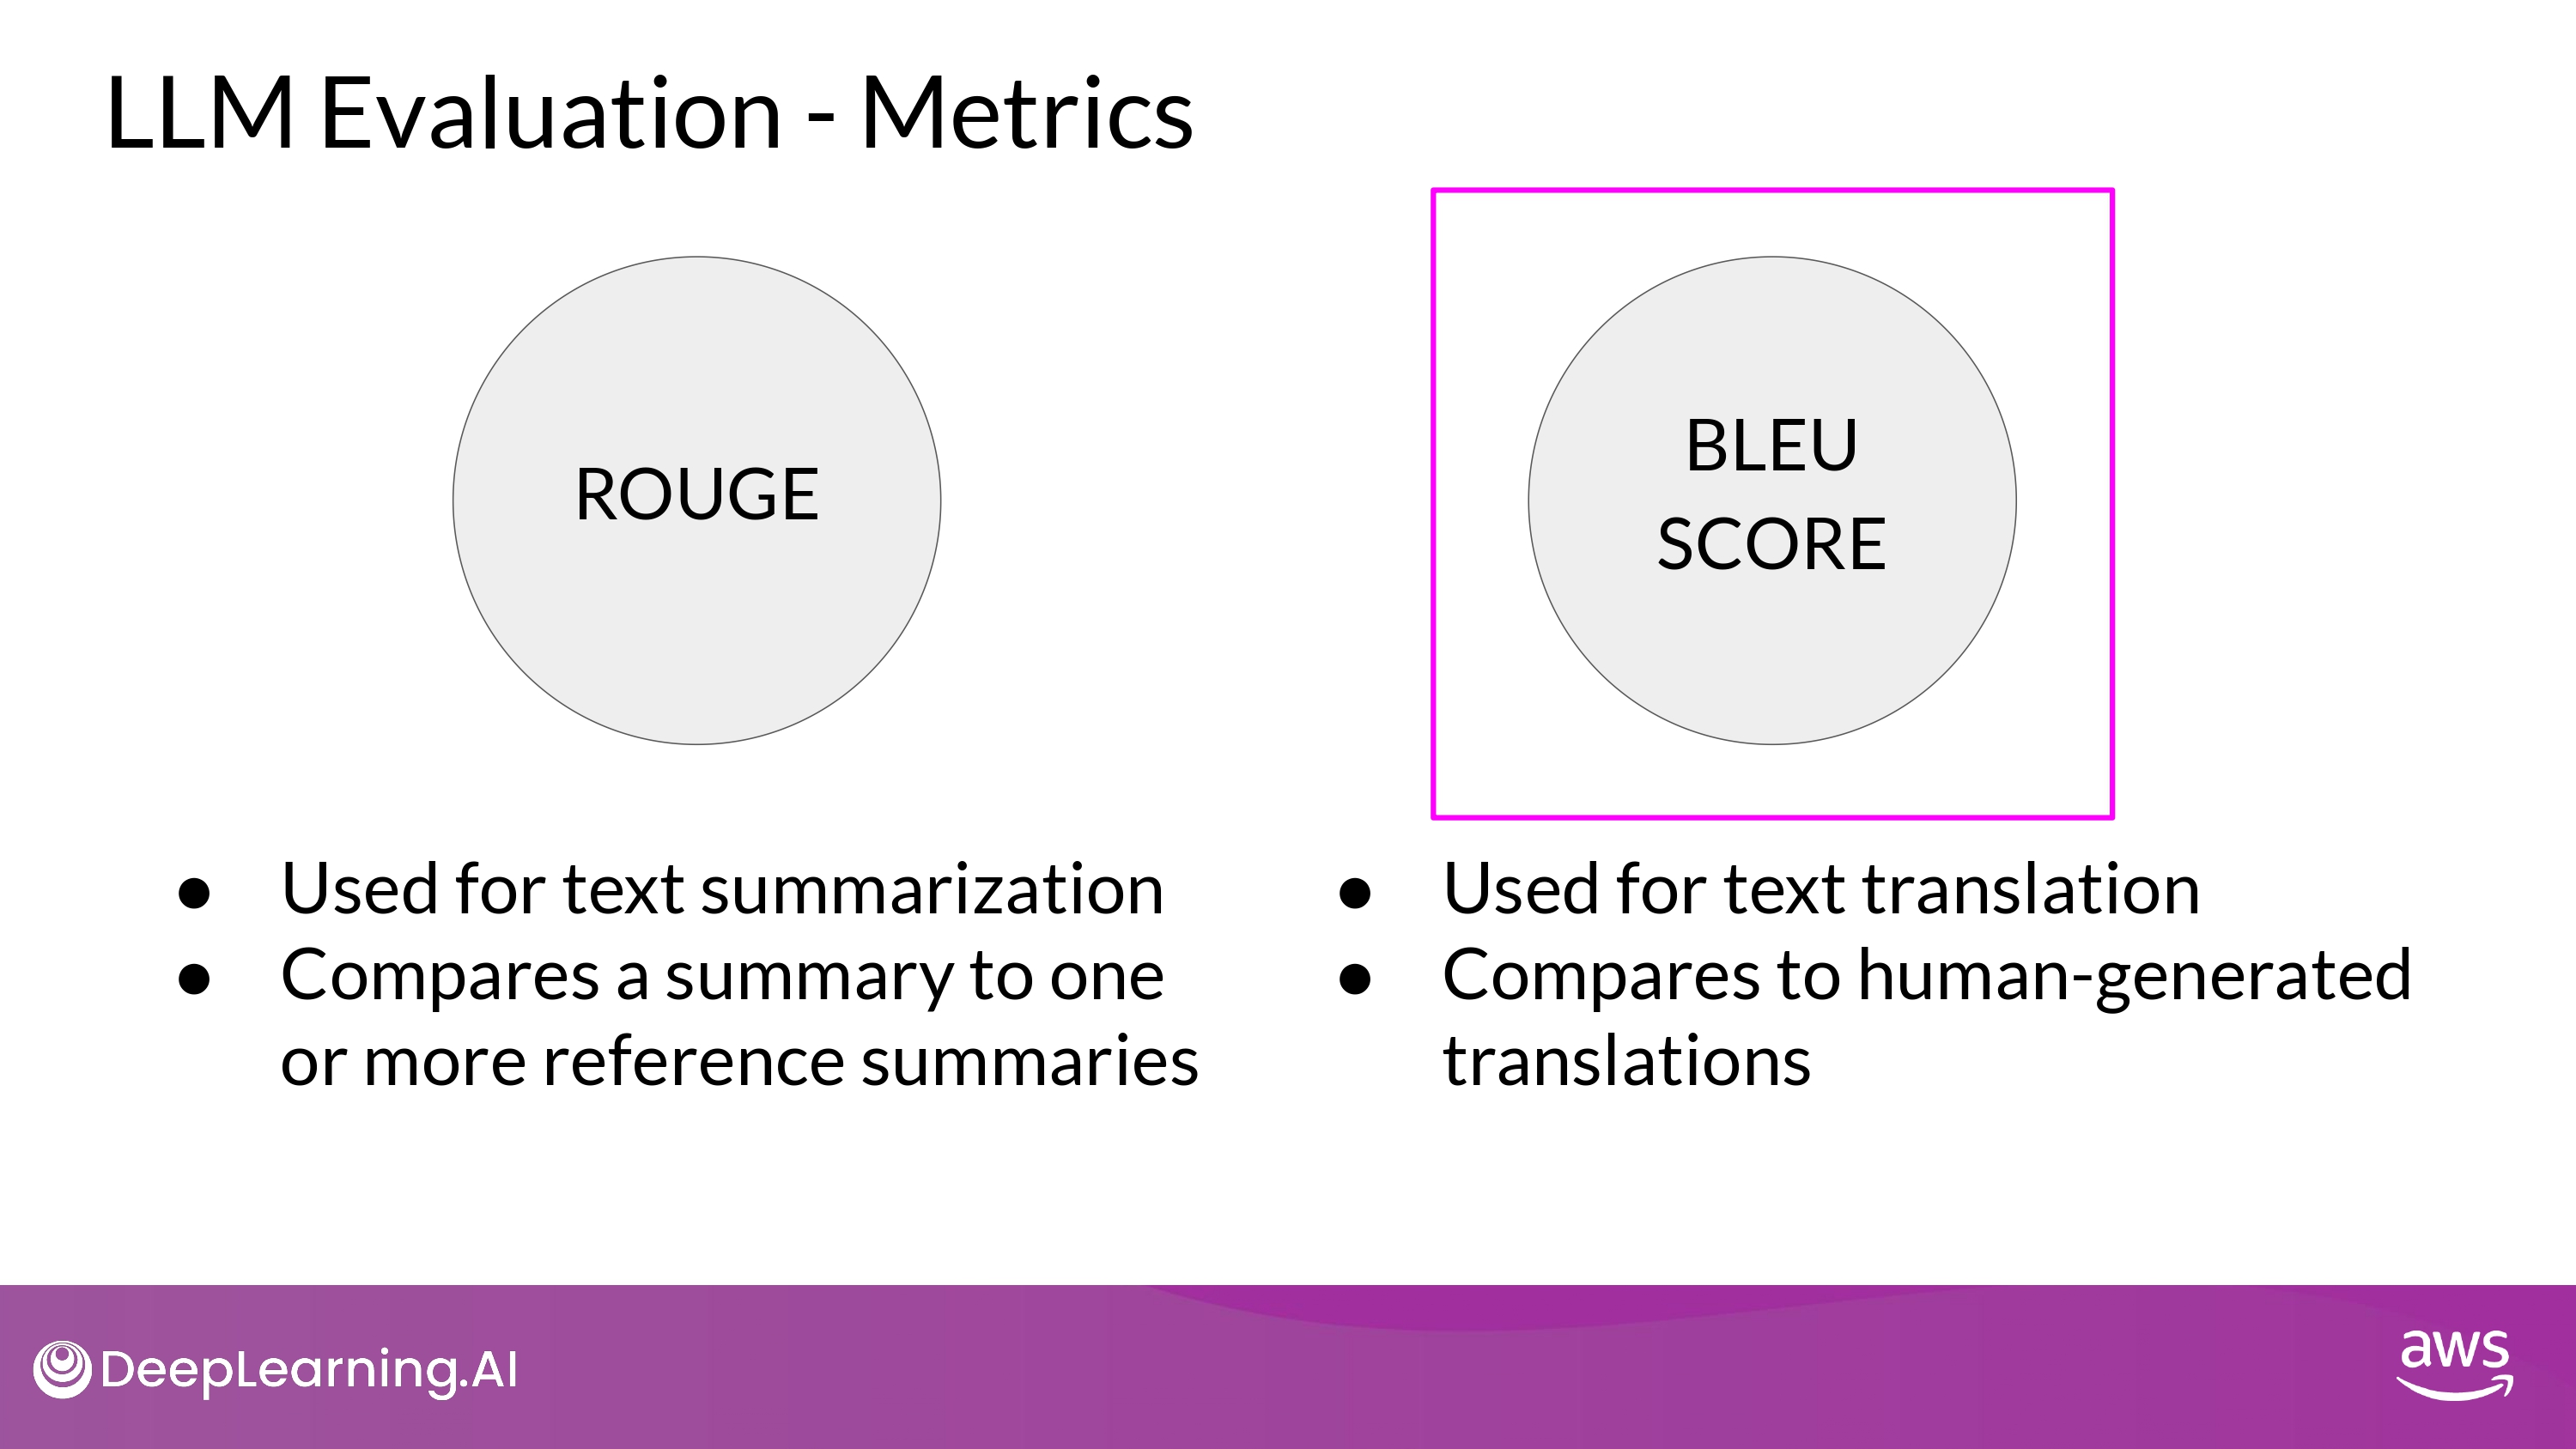 LLM Evaluation - Metrics
ROUGE
BLEU
SCORE
● Used for text summarization
● Compares a summary to one
or more reference summaries
● Used for text translation
● Compares to human-generated
translations
DeepLearning.AI
aws